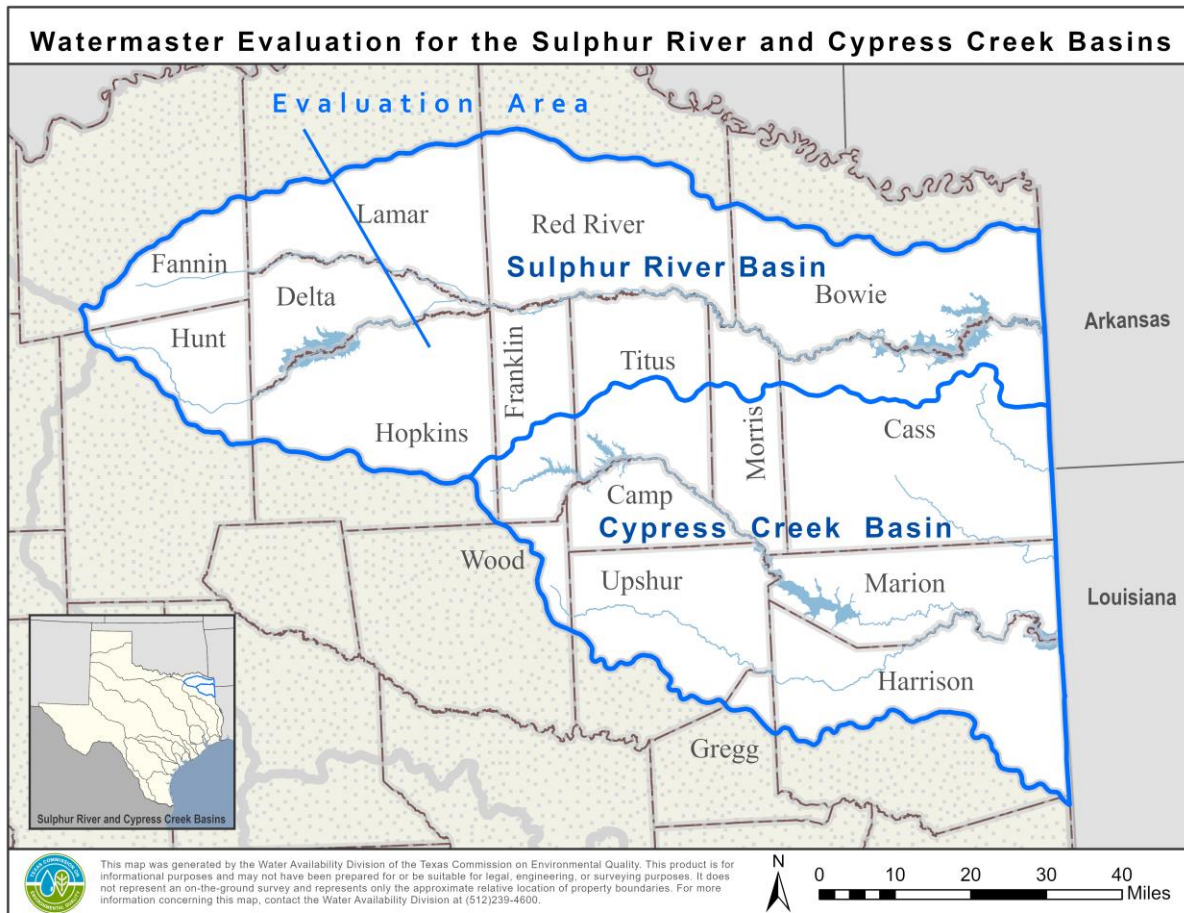 Watermaster Evaluation for the Sulphur River and Cypress Creek Basins
Evaluation Area
Lamar
Red River
Fannin
Sulphur River Basin
Delta
Bowie
Arkansas
Hunt
Franklin
Titus
Hopkins
Morris
Cass
Camp
Cypress Creek Basin
Wood
Upshur
Marion
Louisiana
Harrison
Gregg
Sulphur River and Cypress Creek Basins
TEXAS COMMISSION ON
ENVIRONMENTAL QUALITY
This map was generated by the Water Availability Division of the Texas Commission on Environmental Quality. This product is for
informational purposes and may not have been prepared for or be suitable for legal, engineering, or surveying purposes. It does
not represent an on-the-ground survey and represents only the approximate relative location of property boundaries. For more
information concerning this map, contact the Water Availability Division at (512)239-4600.
N
0 10 20 30 40
Miles